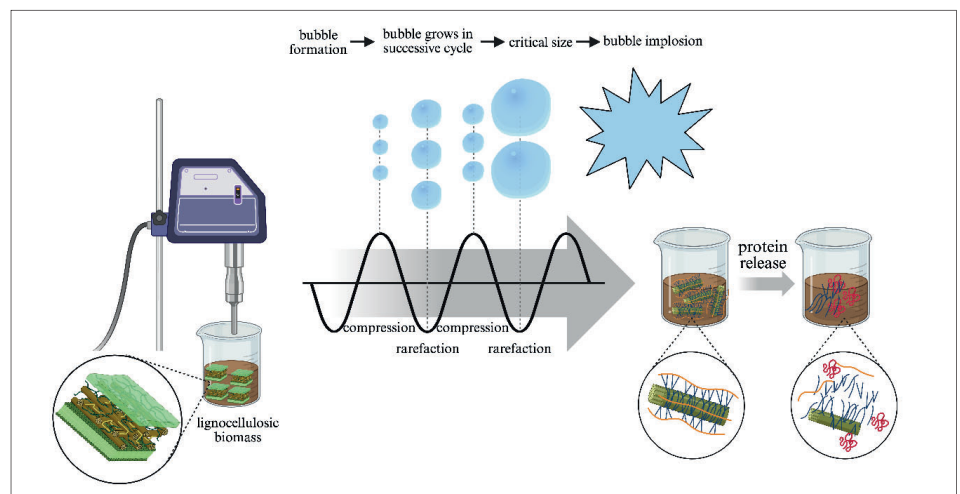 bubble formation
bubble grows in successive cycle
critical size
bubble implosion
compression
compression
rarefaction
rarefaction
lignocellulosic
biomass
protein
release